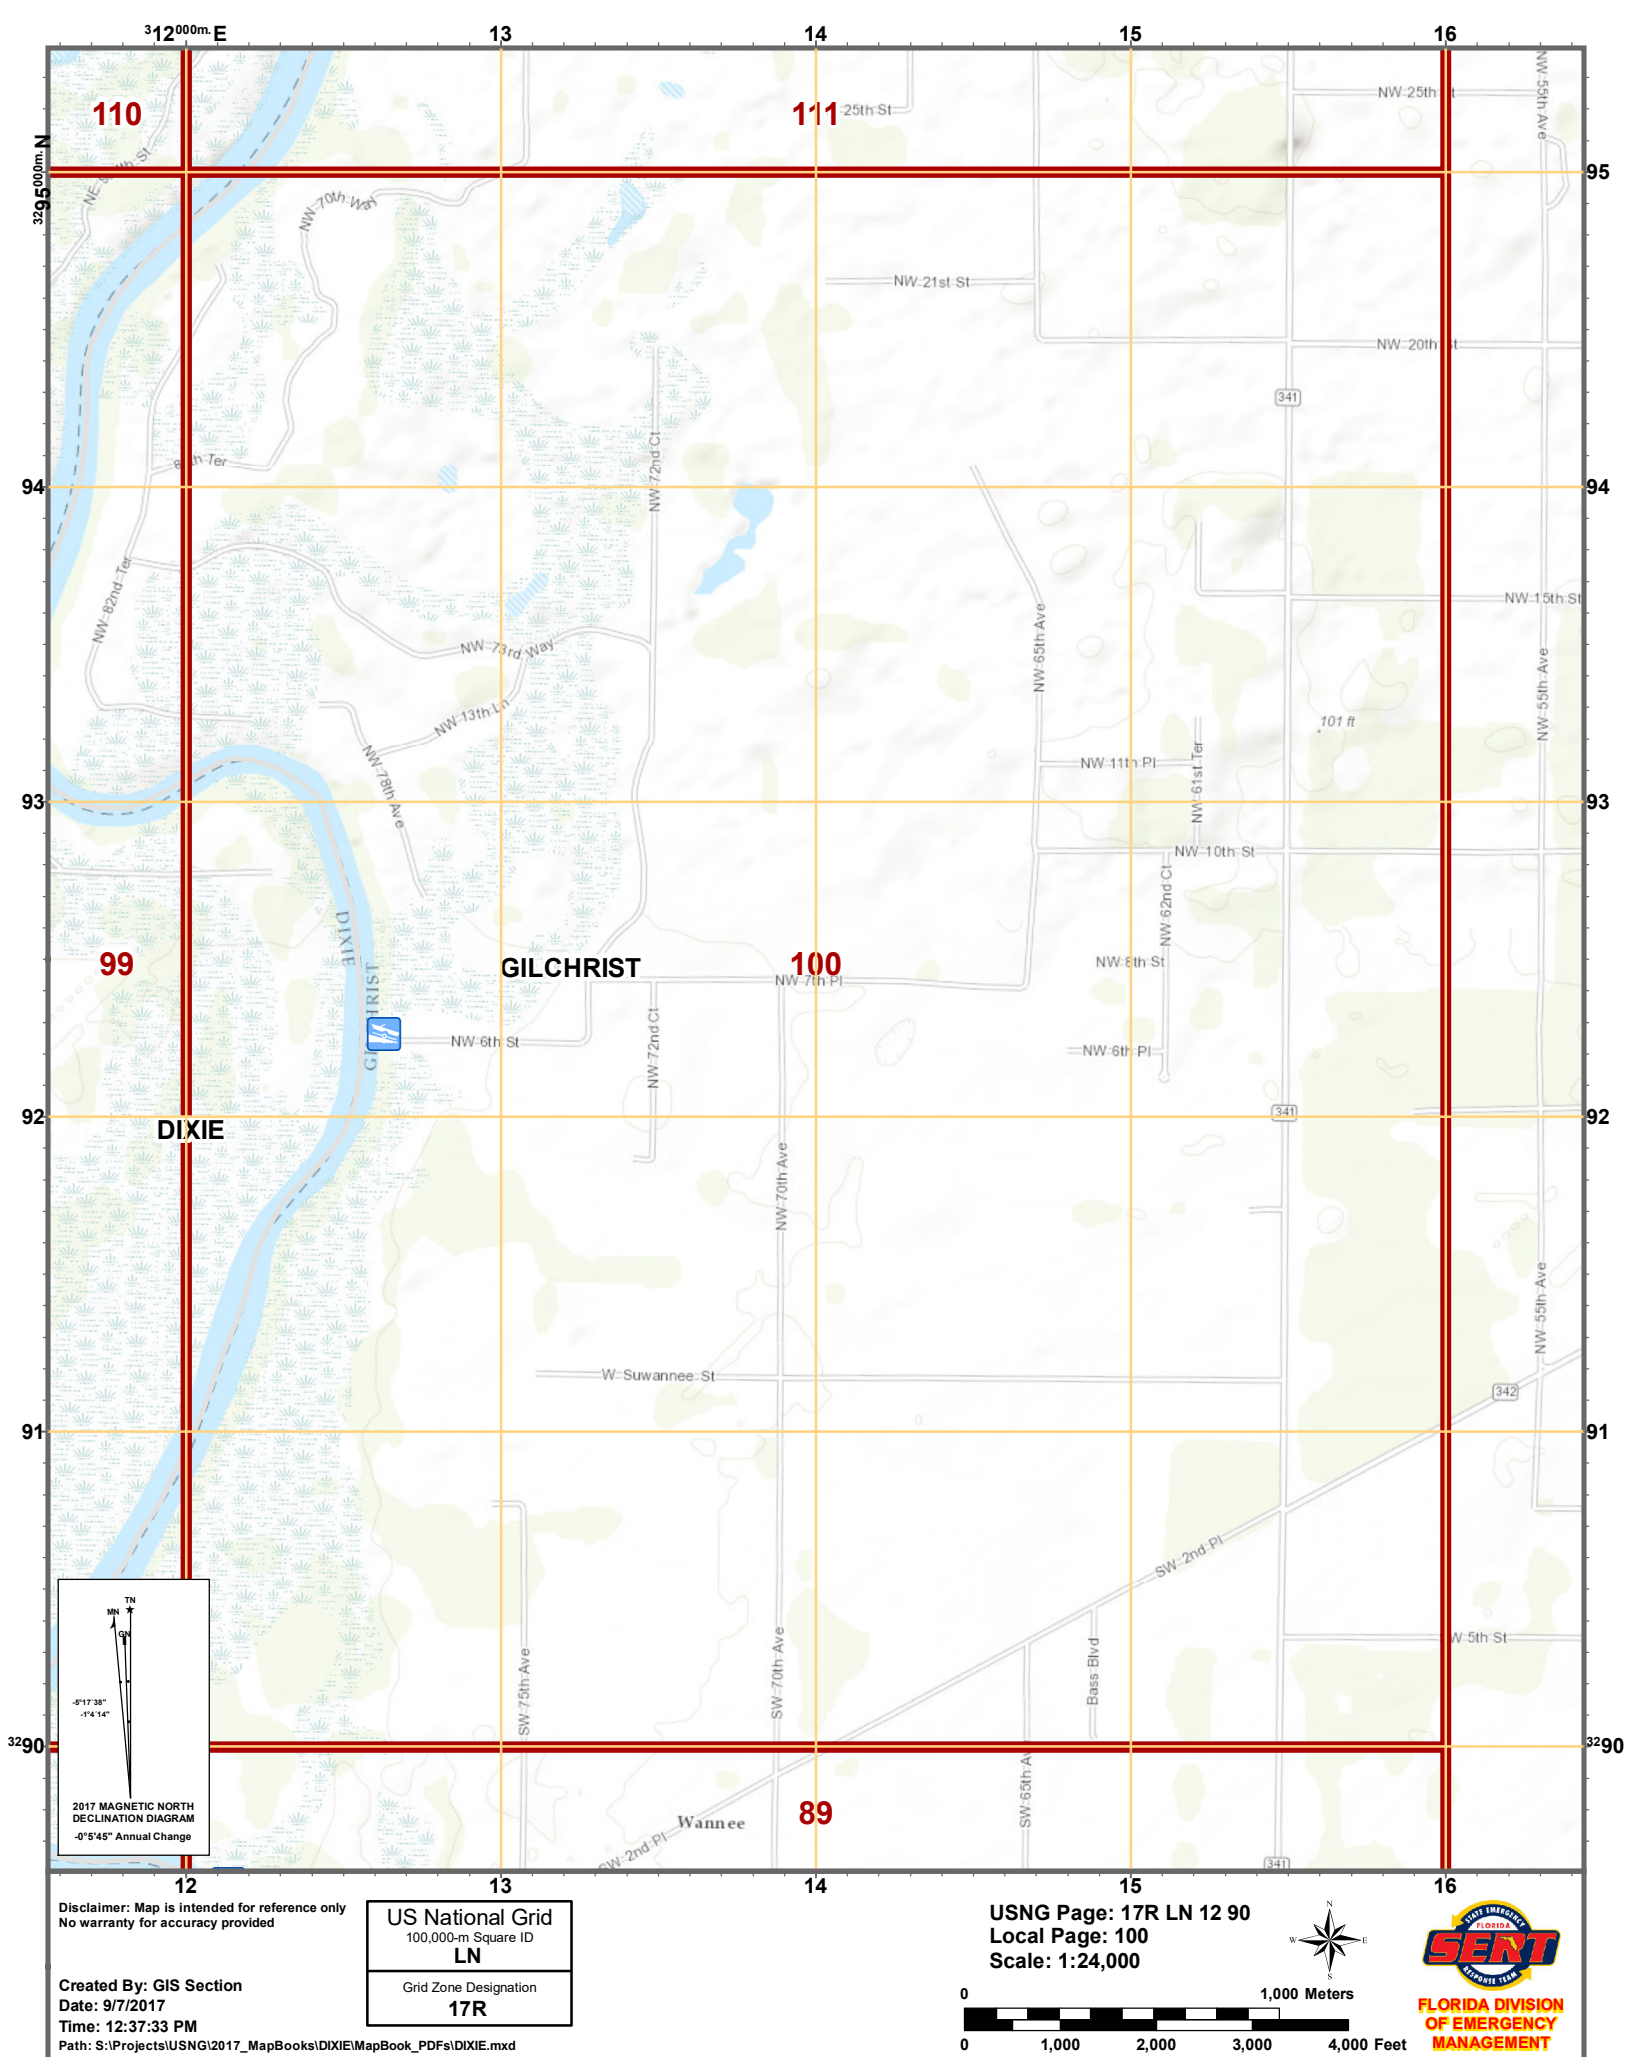 312000m. E
13
14
15
16
110
111
25th St
NW 25th St
NW 55th Ave
3295000m. N
95
NW 70th Way
NW 21st St
NW 20th St
341
NW 72nd Ct
94
94
NW 82nd Ter
NW 73rd Way
NW 13th Ln
NW 78th Ave
NW 65th Ave
NW 15th St
NW 55th Ave
101 ft
NW 11th Pl
NW 61st Ter
93
93
NW 10th St
NW 62nd Ct
DIXIE
99
GILCHRIST
100
NW 8th St
NW 7th Pl
NW 6th St
NW 72nd Ct
NW 6th Pl
92
341
92
DIXIE
NW 70th Ave
NW 55th Ave
W Suwannee St
342
91
91
SW 2nd Pl
SW 75th Ave
SW 70th Ave
Bass Blvd
W 5th St
3290
3290
SW 65th Ave
Wannee
89
SW 2nd Pl
341
TN
MN
GN
-5°17'38"
-1°4'14"
2017 MAGNETIC NORTH
DECLINATION DIAGRAM
-0°5'45" Annual Change
12
13
14
15
16
Disclaimer: Map is intended for reference only
No warranty for accuracy provided
Created By: GIS Section
Date: 9/7/2017
Time: 12:37:33 PM
Path: S:\Projects\USNG\2017_MapBooks\DIXIE\MapBook_PDFs\DIXIE.mxd
US National Grid
100,000-m Square ID
LN
Grid Zone Designation
17R
USNG Page: 17R LN 12 90
Local Page: 100
Scale: 1:24,000
0 1,000 Meters
0 1,000 2,000 3,000 4,000 Feet
N
W E
S
STATE EMERGENCY
FLORIDA
SERT
RESPONSE TEAM
FLORIDA DIVISION
OF EMERGENCY
MANAGEMENT